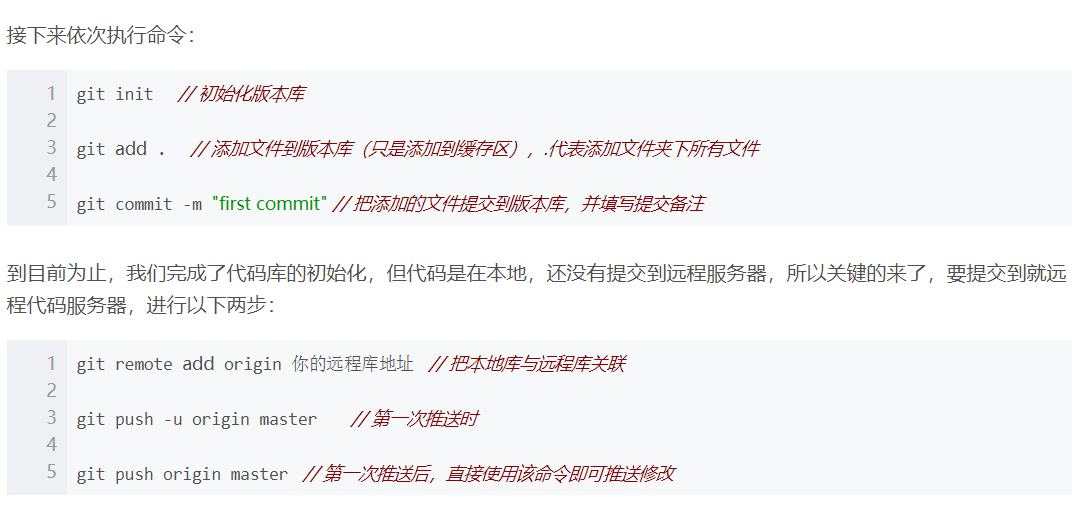 接下来依次执行命令：
1 git init //初始化版本库
2
3 git add . //添加文件到版本库（只是添加到缓存区），.代表添加文件夹下所有文件
4
5 git commit -m "first commit" //把添加的文件提交到版本库，并填写提交备注
到目前为止，我们完成了代码库的初始化，但代码是在本地，还没有提交到远程服务器，所以关键的来了，要提交到就远
程代码服务器，进行以下两步：
1 git remote add origin 你的远程库地址 //把本地库与远程库关联
2
3 git push -u origin master //第一次推送时
4
5 git push origin master //第一次推送后，直接使用该命令即可推送修改